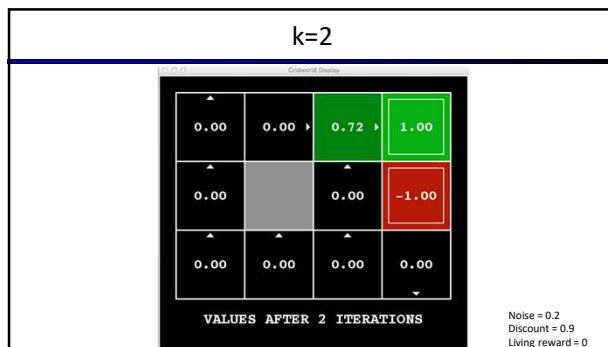 k=2
Gridworld Display
0.00 0.00 0.72 1.00
0.00 0.00 -1.00
0.00 0.00 0.00 0.00
VALUES AFTER 2 ITERATIONS
Noise = 0.2
Discount = 0.9
Living reward = 0